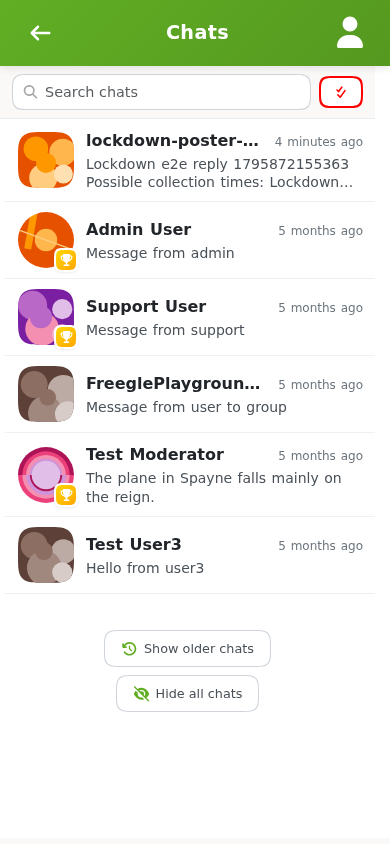 Chats
Search chats
lockdown-poster-... 4 minutes ago
Lockdown e2e reply 1795872155363
Possible collection times: Lockdown...
Admin User 5 months ago
Message from admin
Support User 5 months ago
Message from support
FreeglePlaygroun... 5 months ago
Message from user to group
Test Moderator 5 months ago
The plane in Spayne falls mainly on
the reign.
Test User3 5 months ago
Hello from user3
Show older chats
Hide all chats